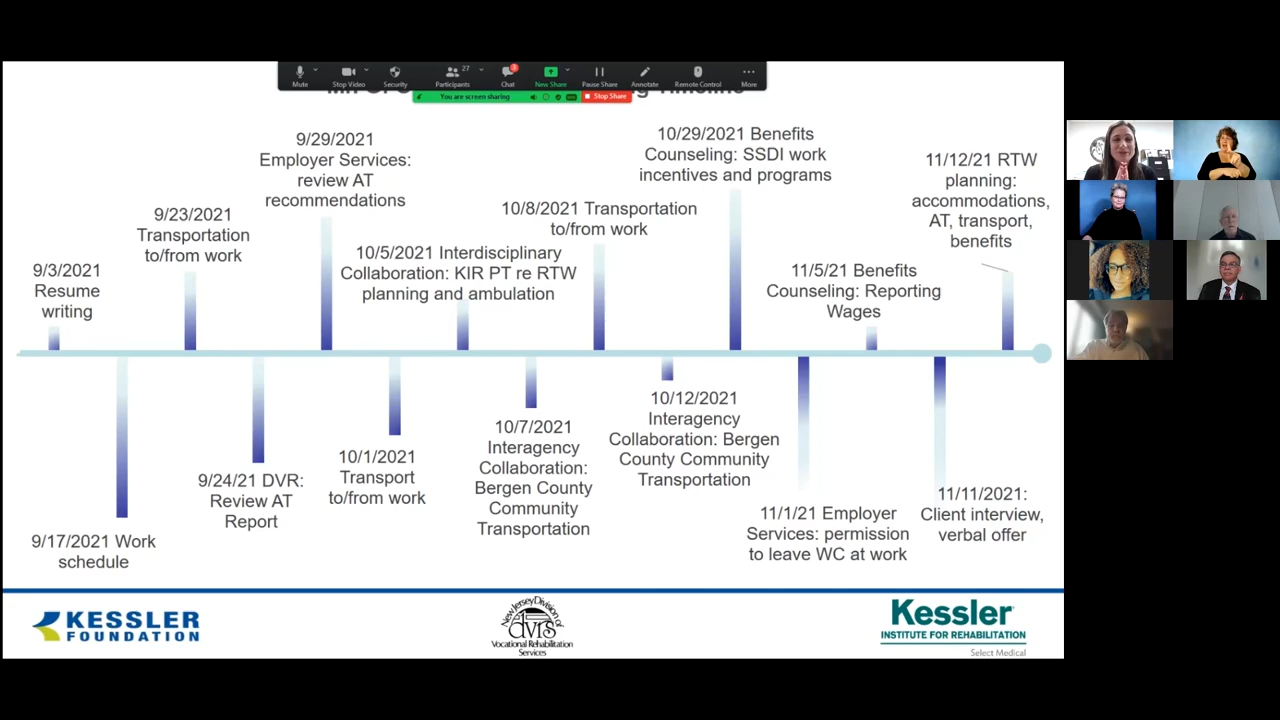 27
3
Mute
Stop Video
Security
Participants
Chat
New Share
Pause Share
Annotate
Remote Control
More
You are screen sharing
Stop Share
Timeline
9/3/2021
Resume
writing
9/17/2021 Work
schedule
9/23/2021
Transportation
to/from work
9/24/21 DVR:
Review AT
Report
9/29/2021
Employer Services:
review AT
recommendations
10/1/2021
Transport
to/from work
10/5/2021 Interdisciplinary
Collaboration: KIR PT re RTW
planning and ambulation
10/7/2021
Interagency
Collaboration:
Bergen County
Community
Transportation
10/8/2021 Transportation
to/from work
10/12/2021
Interagency
Collaboration: Bergen
County Community
Transportation
10/29/2021 Benefits
Counseling: SSDI work
incentives and programs
11/1/21 Employer
Services: permission
to leave WC at work
11/5/21 Benefits
Counseling: Reporting
Wages
11/11/2021:
Client interview,
verbal offer
11/12/21 RTW
planning:
accommodations,
AT, transport,
benefits
KESSLER
FOUNDATION
New Jersey Division of
dvrs
Vocational Rehabilitation
Services
Kessler
INSTITUTE FOR REHABILITATION
Select Medical